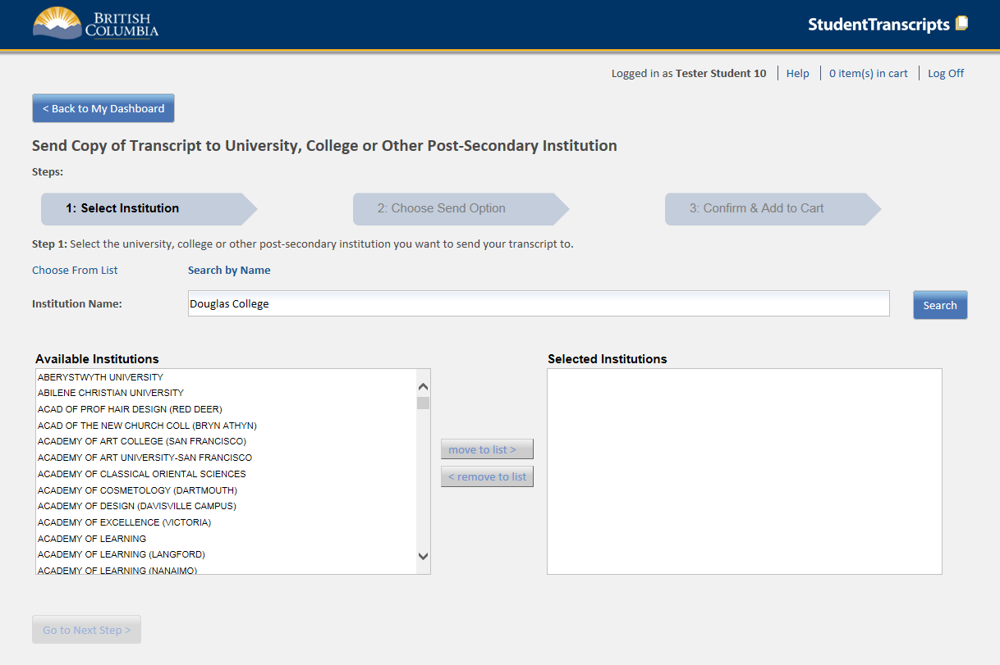 BRITISH
COLUMBIA
StudentTranscripts
Logged in as Tester Student 10 Help 0 item(s) in cart Log Off
< Back to My Dashboard
Send Copy of Transcript to University, College or Other Post-Secondary Institution
Steps:
1: Select Institution 2: Choose Send Option 3: Confirm & Add to Cart
Step 1: Select the university, college or other post-secondary institution you want to send your transcript to.
Choose From List Search by Name
Institution Name: Douglas College Search
Available Institutions Selected Institutions
ABERYSTWYTH UNIVERSITY
ABILENE CHRISTIAN UNIVERSITY
ACAD OF PROF HAIR DESIGN (RED DEER)
ACAD OF THE NEW CHURCH COLL (BRYN ATHYN)
ACADEMY OF ART COLLEGE (SAN FRANCISCO)
move to list >
ACADEMY OF ART UNIVERSITY-SAN FRANCISCO
ACADEMY OF CLASSICAL ORIENTAL SCIENCES
< remove to list
ACADEMY OF COSMETOLOGY (DARTMOUTH)
ACADEMY OF DESIGN (DAVISVILLE CAMPUS)
ACADEMY OF EXCELLENCE (VICTORIA)
ACADEMY OF LEARNING
ACADEMY OF LEARNING (LANGFORD)
ACADEMY OF LEARNING (NANAIMO)
Go to Next Step >